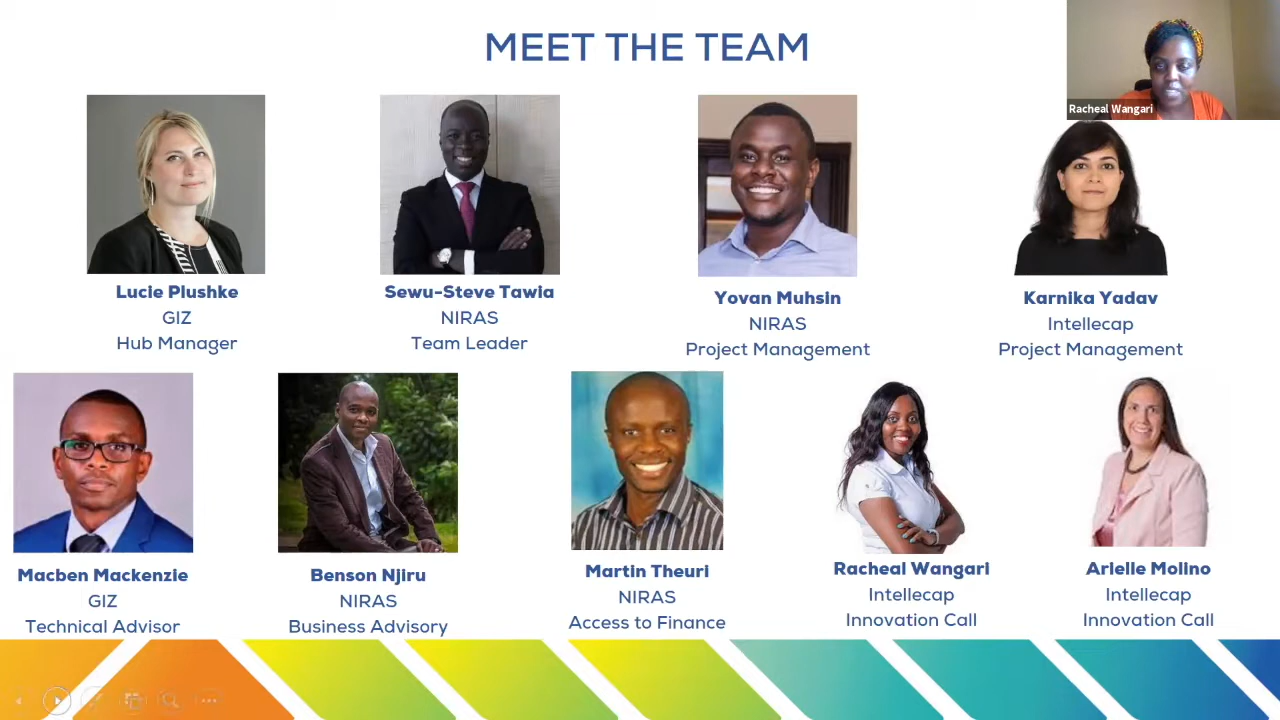 MEET THE TEAM
Racheal Wangari
Lucie Plushke
GIZ
Hub Manager
Sewu-Steve Tawia
NIRAS
Team Leader
Yovan Muhsin
NIRAS
Project Management
Karnika Yadav
Intellecap
Project Management
Macben Mackenzie
GIZ
Technical Advisor
Benson Njiru
NIRAS
Business Advisory
Martin Theuri
NIRAS
Access to Finance
Racheal Wangari
Intellecap
Innovation Call
Arielle Molino
Intellecap
Innovation Call